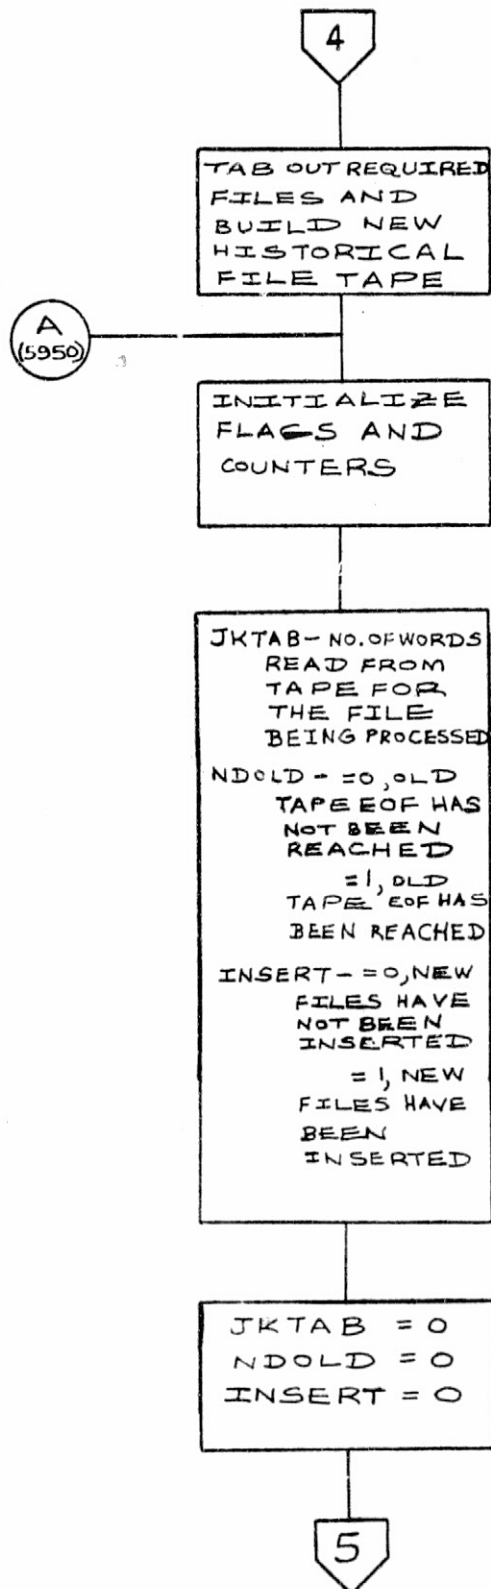 4
TAB OUT REQUIRED
FILES AND
BUILD NEW
HISTORICAL
FILE TAPE
A
(5950)
INITIALIZE
FLAGS AND
COUNTERS
JKTAB- NO. OF WORDS
READ FROM
TAPE FOR
THE FILE
BEING PROCESSED
NDOLD - =0, OLD
TAPE EOF HAS
NOT BEEN
REACHED
=1, OLD
TAPE EOF HAS
BEEN REACHED
INSERT- =0, NEW
FILES HAVE
NOT BEEN
INSERTED
=1, NEW
FILES HAVE
BEEN
INSERTED
JKTAB = 0
NDOLD = 0
INSERT = 0
5